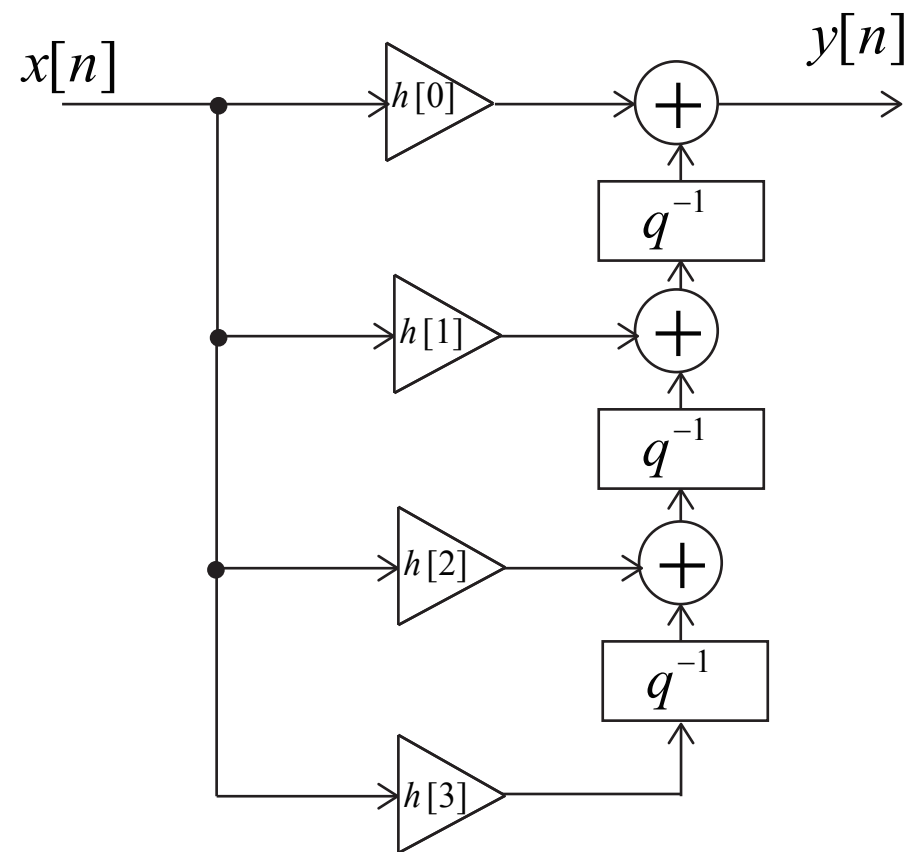 x[n]
y[n]
h[0]
+
q⁻¹
h[1]
+
q⁻¹
h[2]
+
q⁻¹
h[3]